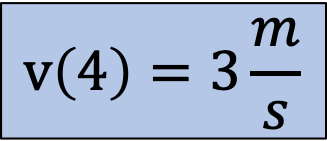 v(4) = 3 m/s